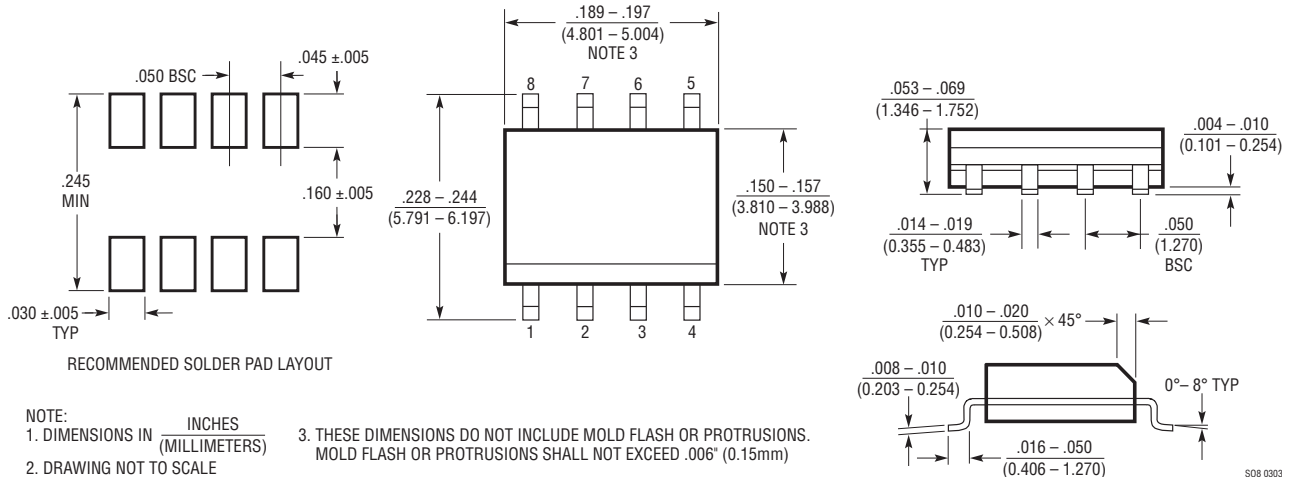 .050 BSC
.045 ±.005
.245
MIN
.160 ±.005
.030 ±.005
TYP
RECOMMENDED SOLDER PAD LAYOUT
.189 – .197
(4.801 – 5.004)
NOTE 3
8 7 6 5
.228 – .244
(5.791 – 6.197)
.150 – .157
(3.810 – 3.988)
NOTE 3
1 2 3 4
.053 – .069
(1.346 – 1.752)
.004 – .010
(0.101 – 0.254)
.014 – .019
(0.355 – 0.483)
TYP
.050
(1.270)
BSC
.010 – .020
(0.254 – 0.508)
× 45°
.008 – .010
(0.203 – 0.254)
0°– 8° TYP
.016 – .050
(0.406 – 1.270)
NOTE:
1. DIMENSIONS IN INCHES
(MILLIMETERS)
2. DRAWING NOT TO SCALE
3. THESE DIMENSIONS DO NOT INCLUDE MOLD FLASH OR PROTRUSIONS.
MOLD FLASH OR PROTRUSIONS SHALL NOT EXCEED .006" (0.15mm)
SO8 0303